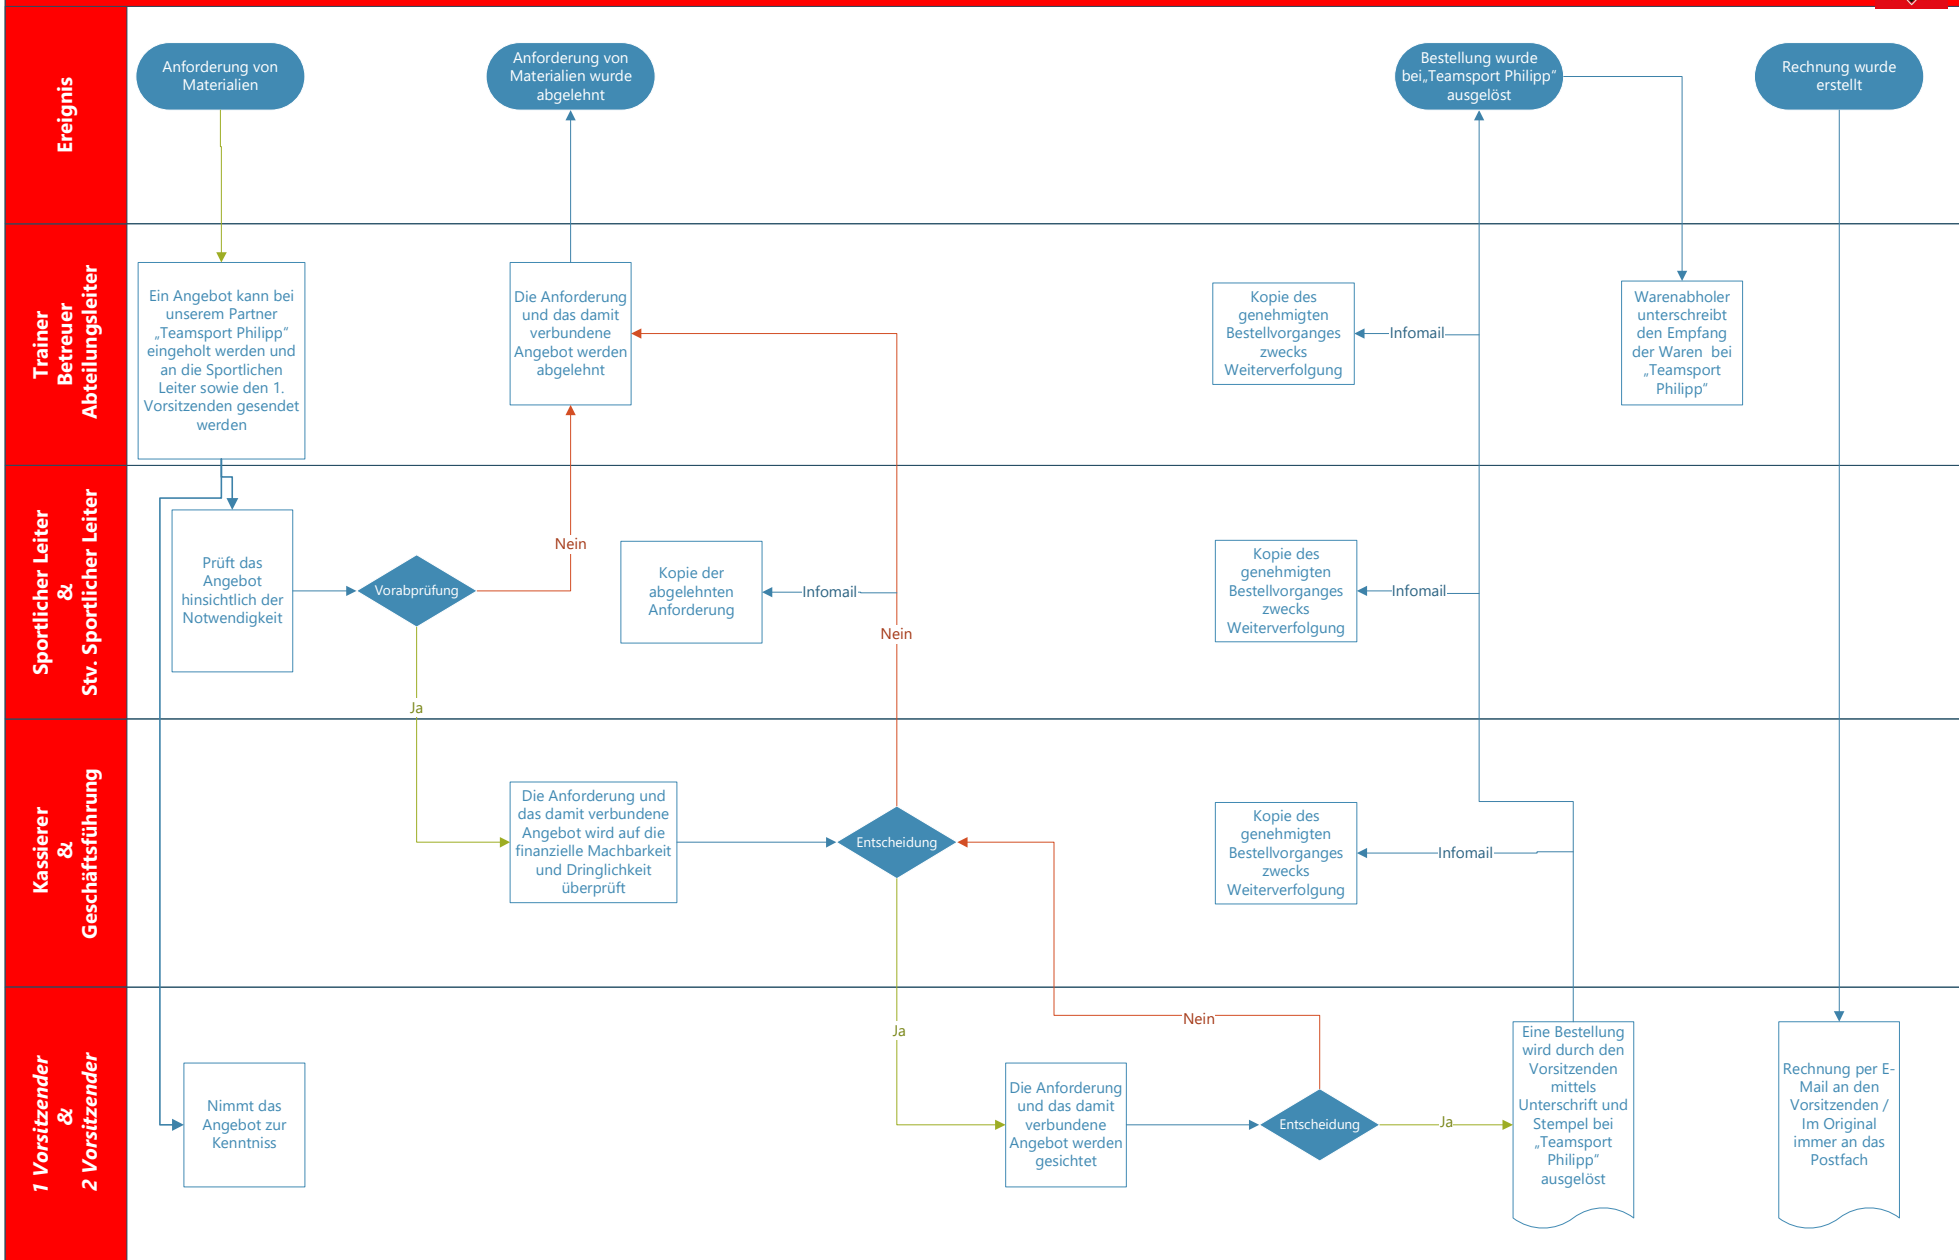 Ereignis
Anforderung von
Materialien
Anforderung von
Materialien wurde
abgelehnt
Bestellung wurde
bei„Teamsport Philipp“
ausgelöst
Rechnung wurde
erstellt
Trainer
Betreuer
Abteilungsleiter
Ein Angebot kann bei
unserem Partner
„Teamsport Philipp“
eingeholt werden und
an die Sportlichen
Leiter sowie den 1.
Vorsitzenden gesendet
werden
Die Anforderung
und das damit
verbundene
Angebot werden
abgelehnt
Kopie des
genehmigten
Bestellvorganges
zwecks
Weiterverfolgung
Infomail
Warenabholer
unterschreibt
den Empfang
der Waren  bei
„Teamsport
Philipp“
Sportlicher Leiter
&
Stv. Sportlicher Leiter
Prüft das
Angebot
hinsichtlich der
Notwendigkeit
Vorabprüfung
Nein
Ja
Kopie der
abgelehnten
Anforderung
Infomail
Nein
Kopie des
genehmigten
Bestellvorganges
zwecks
Weiterverfolgung
Infomail
Kassierer
&
Geschäftsführung
Die Anforderung und
das damit verbundene
Angebot wird auf die
finanzielle Machbarkeit
und Dringlichkeit
überprüft
Entscheidung
Kopie des
genehmigten
Bestellvorganges
zwecks
Weiterverfolgung
Infomail
1 Vorsitzender
&
2 Vorsitzender
Nimmt das
Angebot zur
Kenntniss
Ja
Die Anforderung
und das damit
verbundene
Angebot werden
gesichtet
Nein
Entscheidung
Ja
Eine Bestellung
wird durch den
Vorsitzenden
mittels
Unterschrift und
Stempel bei
„Teamsport
Philipp“
ausgelöst
Rechnung per E-
Mail an den
Vorsitzenden /
Im Original
immer an das
Postfach